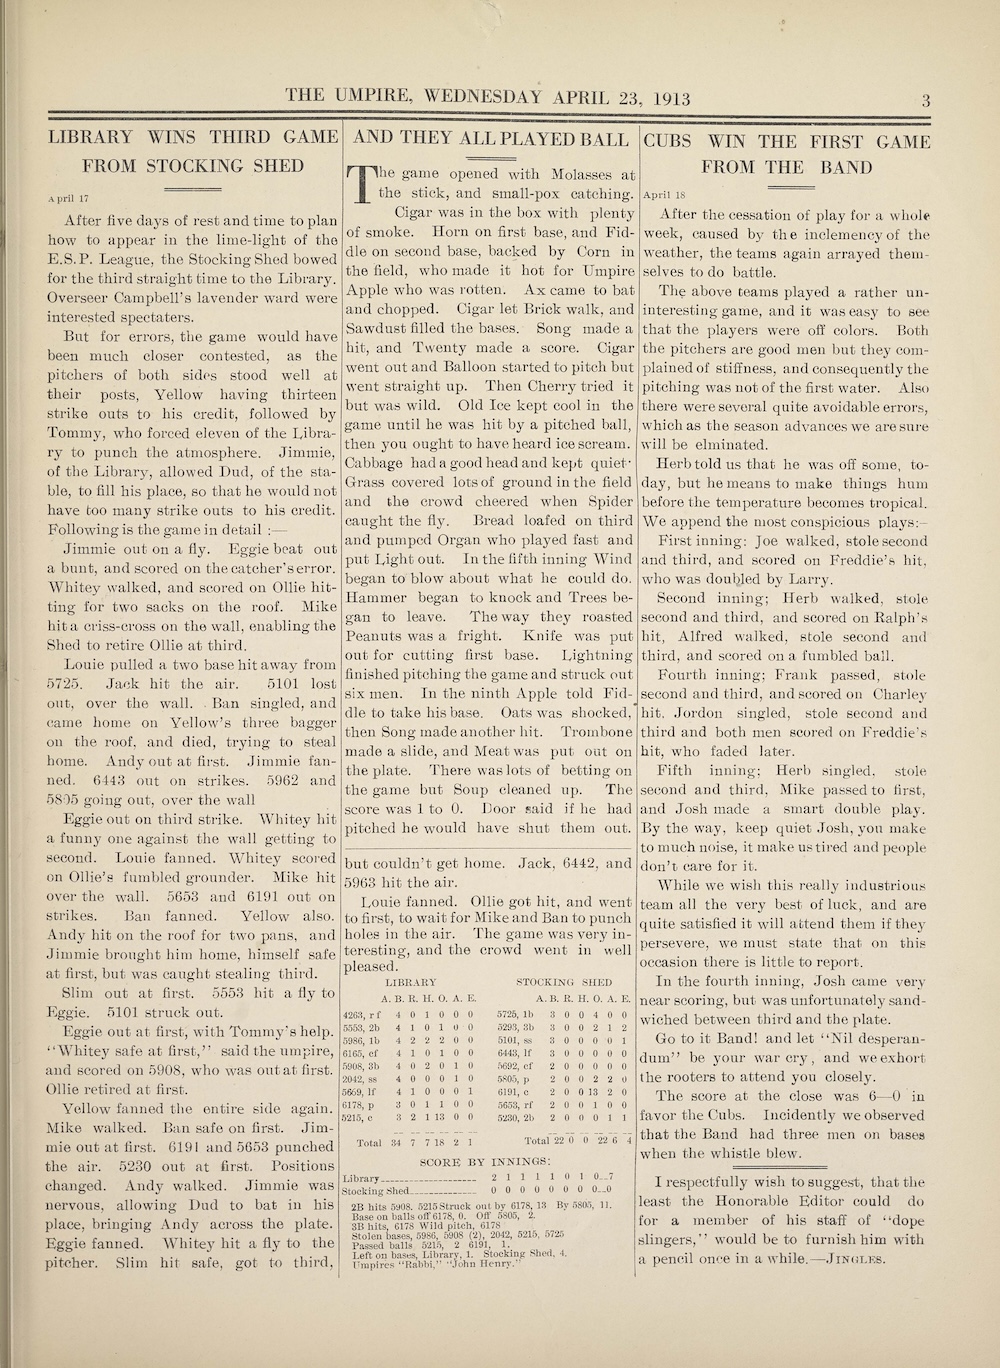 THE UMPIRE, WEDNESDAY APRIL 23, 1913
3
LIBRARY WINS THIRD GAME
FROM STOCKING SHED
April 17
After five days of rest and time to plan
how to appear in the lime-light of the
E.S.P. League, the Stocking Shed bowed
for the third straight time to the Library.
Overseer Campbell's lavender ward were
interested spectaters.
But for errors, the game would have
been much closer contested, as the
pitchers of both sides stood well at
their posts, Yellow having thirteen
strike outs to his credit, followed by
Tommy, who forced eleven of the Libra-
ry to punch the atmosphere. Jimmie,
of the Library, allowed Dud, of the sta-
ble, to fill his place, so that he would not
have too many strike outs to his credit.
Following is the game in detail :—
Jimmie out on a fly. Eggie beat out
a bunt, and scored on the catcher's error.
Whitey walked, and scored on Ollie hit-
ting for two sacks on the roof. Mike
hit a criss-cross on the wall, enabling the
Shed to retire Ollie at third.
Louie pulled a two base hit away from
5725. Jack hit the air. 5101 lost
out, over the wall. Ban singled, and
came home on Yellow's three bagger
on the roof, and died, trying to steal
home. Andy out at first. Jimmie fan-
ned. 6443 out on strikes. 5962 and
5805 going out, over the wall
Eggie out on third strike. Whitey hit
a funny one against the wall getting to
second. Louie fanned. Whitey scored
on Ollie's fumbled grounder. Mike hit
over the wall. 5653 and 6191 out on
strikes. Ban fanned. Yellow also.
Andy hit on the roof for two pans, and
Jimmie brought him home, himself safe
at first, but was caught stealing third.
Slim out at first. 5553 hit a fly to
Eggie. 5101 struck out.
Eggie out at first, with Tommy's help.
"Whitey safe at first," said the umpire,
and scored on 5908, who was out at first.
Ollie retired at first.
Yellow fanned the entire side again.
Mike walked. Ban safe on first. Jim-
mie out at first. 6191 and 5653 punched
the air. 5230 out at first. Positions
changed. Andy walked. Jimmie was
nervous, allowing Dud to bat in his
place, bringing Andy across the plate.
Eggie fanned. Whitey hit a fly to the
pitcher. Slim hit safe, got to third,
AND THEY ALL PLAYED BALL
The game opened with Molasses at
the stick, and small-pox catching.
Cigar was in the box with plenty
of smoke. Horn on first base, and Fid-
dle on second base, backed by Corn in
the field, who made it hot for Umpire
Apple who was rotten. Ax came to bat
and chopped. Cigar let Brick walk, and
Sawdust filled the bases. Song made a
hit, and Twenty made a score. Cigar
went out and Balloon started to pitch but
went straight up. Then Cherry tried it
but was wild. Old Ice kept cool in the
game until he was hit by a pitched ball,
then you ought to have heard ice scream.
Cabbage had a good head and kept quiet·
Grass covered lots of ground in the field
and the crowd cheered when Spider
caught the fly. Bread loafed on third
and pumped Organ who played fast and
put Light out. In the fifth inning Wind
began to blow about what he could do.
Hammer began to knock and Trees be-
gan to leave. The way they roasted
Peanuts was a fright. Knife was put
out for cutting first base. Lightning
finished pitching the game and struck out
six men. In the ninth Apple told Fid-
dle to take his base. Oats was shocked,
then Song made another hit. Trombone
made a slide, and Meat was put out on
the plate. There was lots of betting on
the game but Soup cleaned up. The
score was 1 to 0. Door said if he had
pitched he would have shut them out.
but couldn't get home. Jack, 6442, and
5963 hit the air.
Louie fanned. Ollie got hit, and went
to first, to wait for Mike and Ban to punch
holes in the air. The game was very in-
teresting, and the crowd went in well
pleased.
LIBRARY
A. B. R. H. O. A. E.
4263, rf 4 0 1 0 0 0
5553, 2b 4 1 0 1 0 0
5986, 1b 4 2 2 2 0 0
6165, cf 4 1 0 1 0 0
5908, 3b 4 0 2 0 1 0
2042, ss 4 0 0 0 1 0
5669, lf 4 1 0 0 0 1
6178, p 3 0 1 1 0 0
5215, c 3 2 1 13 0 0
Total 34 7 7 18 2 1
STOCKING SHED
A. B. R. H. O. A. E.
5725, 1b 3 0 0 4 0 0
5293, 3b 3 0 0 2 1 2
5101, ss 3 0 0 0 0 1
6443, lf 3 0 0 0 0 0
5692, cf 2 0 0 0 0 0
5805, p 2 0 0 2 2 0
6191, c 2 0 0 13 2 0
5653, rf 2 0 0 1 0 0
5230, 2b 2 0 0 0 1 1
Total 22 0 0 22 6 4
SCORE BY INNINGS:
Library 2 1 1 1 1 0 1 0—7
Stocking Shed 0 0 0 0 0 0 0 0—0
2B hits 5908. 5215 Struck out by 6178, 13 By 5805, 11.
Base on balls off 6178, 0. Off 5805, 2.
3B hits, 6178 Wild pitch, 6178
Stolen bases, 5986, 5908 (2), 2042, 5215, 5725
Passed balls 5215, 2 6191, 1.
Left on bases, Library, 1. Stocking Shed, 4.
Umpires "Rabbi," "John Henry."
CUBS WIN THE FIRST GAME
FROM THE BAND
April 18
After the cessation of play for a whole
week, caused by the inclemency of the
weather, the teams again arrayed them-
selves to do battle.
The above teams played a rather un-
interesting game, and it was easy to see
that the players were off colors. Both
the pitchers are good men but they com-
plained of stiffness, and consequently the
pitching was not of the first water. Also
there were several quite avoidable errors,
which as the season advances we are sure
will be elminated.
Herb told us that he was off some, to-
day, but he means to make things hum
before the temperature becomes tropical.
We append the most conspicious plays:—
First inning: Joe walked, stole second
and third, and scored on Freddie's hit,
who was doubled by Larry.
Second inning; Herb walked, stole
second and third, and scored on Ralph's
hit, Alfred walked, stole second and
third, and scored on a fumbled ball.
Fourth inning; Frank passed, stole
second and third, and scored on Charley
hit, Jordon singled, stole second and
third and both men scored on Freddie's
hit, who faded later.
Fifth inning; Herb singled, stole
second and third, Mike passed to first,
and Josh made a smart double play.
By the way, keep quiet Josh, you make
to much noise, it make us tired and people
don't care for it.
While we wish this really industrious
team all the very best of luck, and are
quite satisfied it will attend them if they
persevere, we must state that on this
occasion there is little to report.
In the fourth inning, Josh came very
near scoring, but was unfortunately sand-
wiched between third and the plate.
Go to it Band! and let "Nil desperan-
dum" be your war cry, and we exhort
the rooters to attend you closely.
The score at the close was 6—0 in
favor the Cubs. Incidently we observed
that the Band had three men on bases
when the whistle blew.
I respectfully wish to suggest, that the
least the Honorable Editor could do
for a member of his staff of "dope
slingers," would be to furnish him with
a pencil once in a while.—JINGLES.